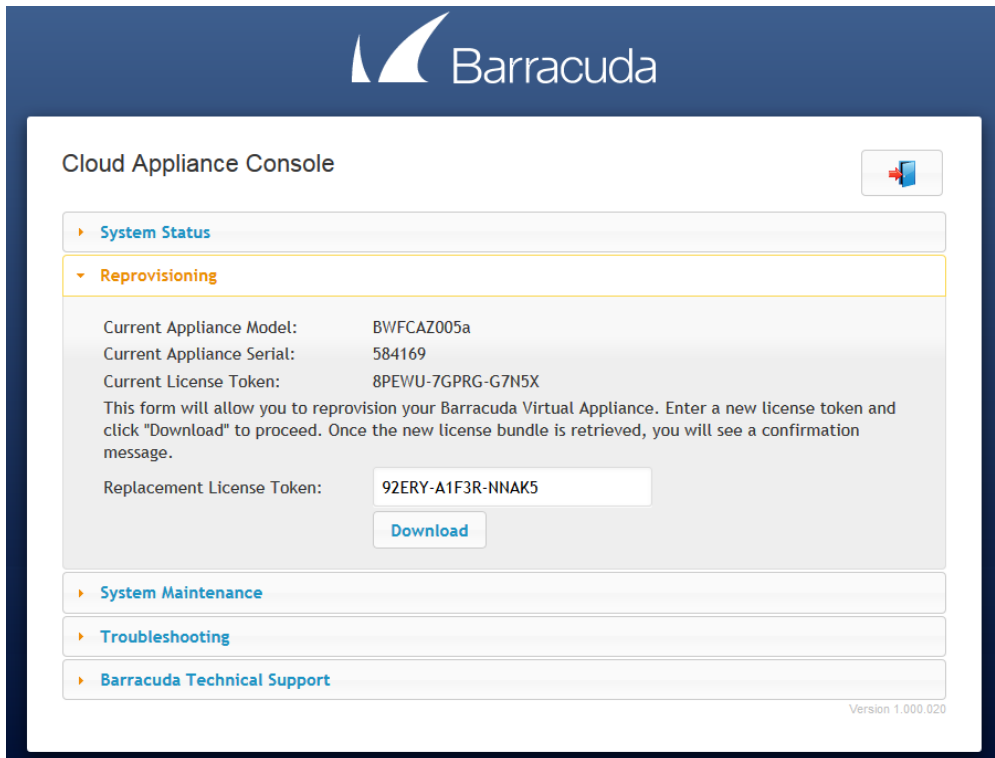 Barracuda
Cloud Appliance Console
System Status
Reprovisioning
Current Appliance Model: BWFCAZ005a
Current Appliance Serial: 584169
Current License Token: 8PEWU-7GPRG-G7N5X
This form will allow you to reprovision your Barracuda Virtual Appliance. Enter a new license token and
click "Download" to proceed. Once the new license bundle is retrieved, you will see a confirmation
message.
Replacement License Token: 92ERY-A1F3R-NNAK5
Download
System Maintenance
Troubleshooting
Barracuda Technical Support
Version 1.000.020